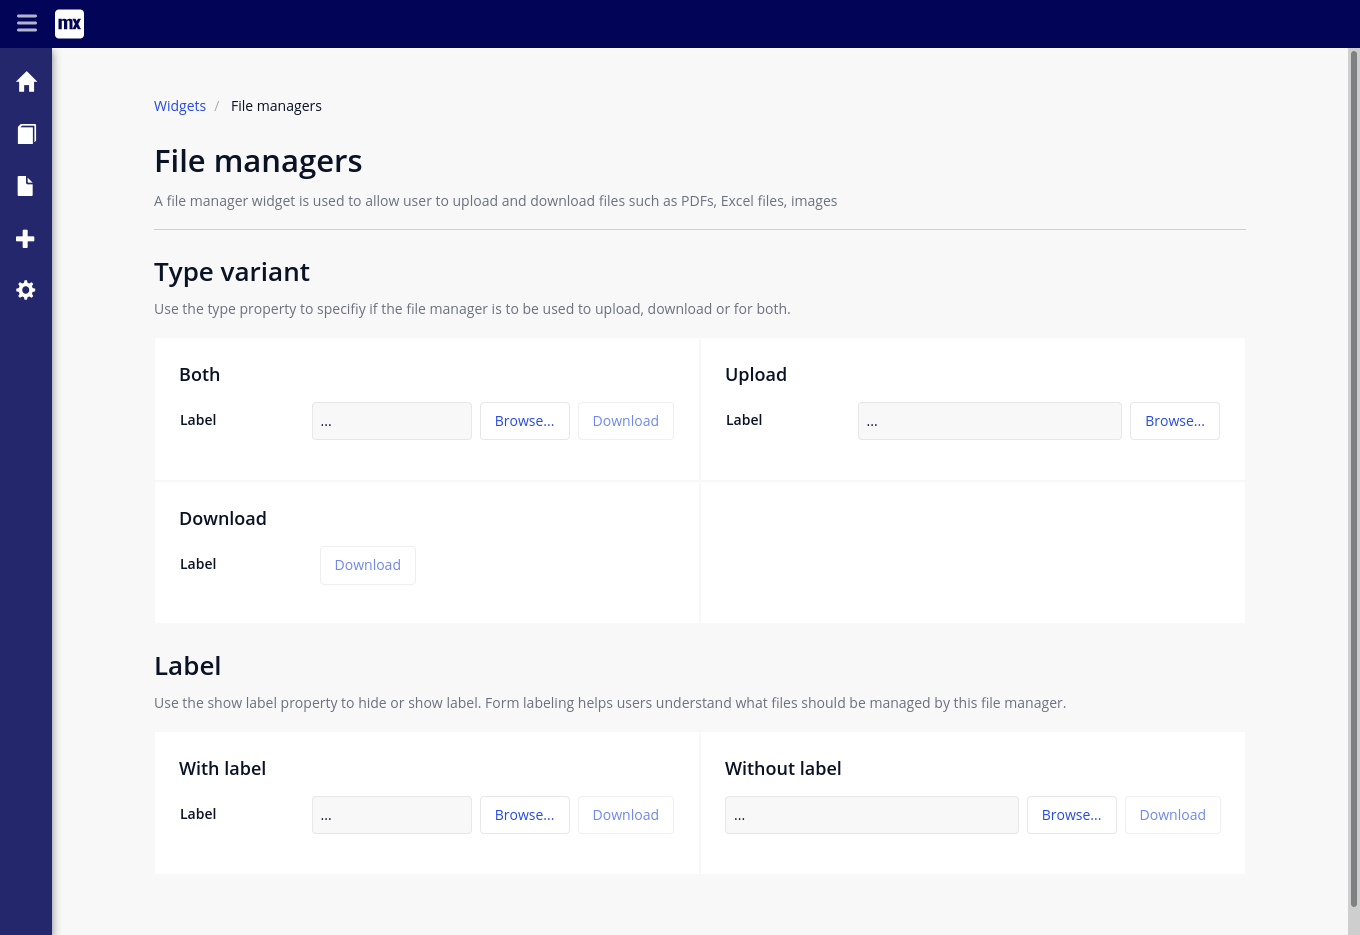 mx
Widgets / File managers
File managers
A file manager widget is used to allow user to upload and download files such as PDFs, Excel files, images
Type variant
Use the type property to specifiy if the file manager is to be used to upload, download or for both.
Both
Label ... Browse... Download
Upload
Label ... Browse...
Download
Label Download
Label
Use the show label property to hide or show label. Form labeling helps users understand what files should be managed by this file manager.
With label
Label ... Browse... Download
Without label
... Browse... Download